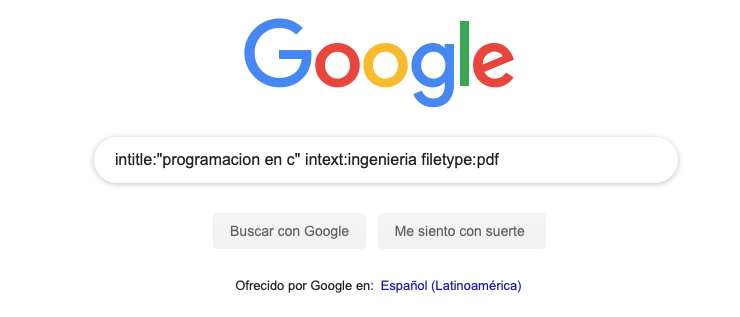 Google
intitle:"programacion en c" intext:ingenieria filetype:pdf
Buscar con Google Me siento con suerte
Ofrecido por Google en: Español (Latinoamérica)